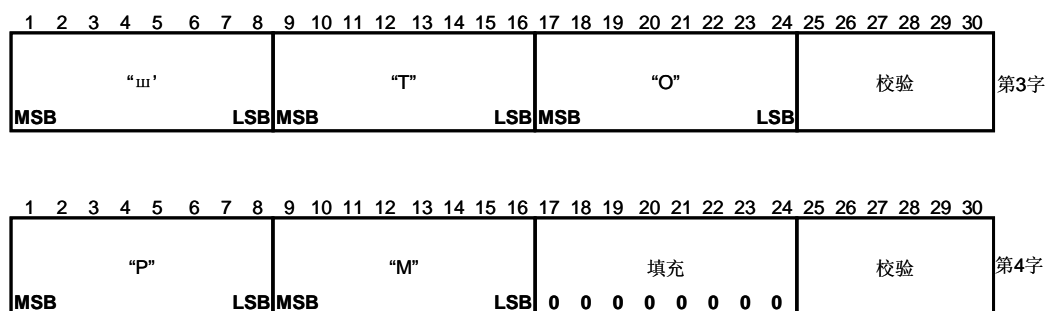 1 2 3 4 5 6 7 8 9 10 11 12 13 14 15 16 17 18 19 20 21 22 23 24 25 26 27 28 29 30
“ш’ “T” “O” 校验 第3字
MSB LSB MSB LSB MSB LSB
1 2 3 4 5 6 7 8 9 10 11 12 13 14 15 16 17 18 19 20 21 22 23 24 25 26 27 28 29 30
“P” “M” 填充 校验 第4字
MSB LSB MSB LSB 0 0 0 0 0 0 0 0